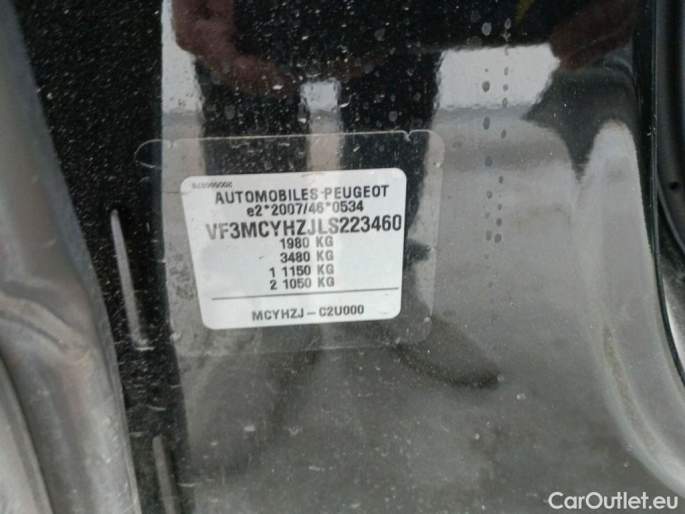 AUTOMOBILES PEUGEOT
e2*2007/46*0534
VF3MCYHZJLS223460
1980 KG
3480 KG
1 1150 KG
2 1050 KG
MCYHZJ - C2U000
CarOutlet.eu